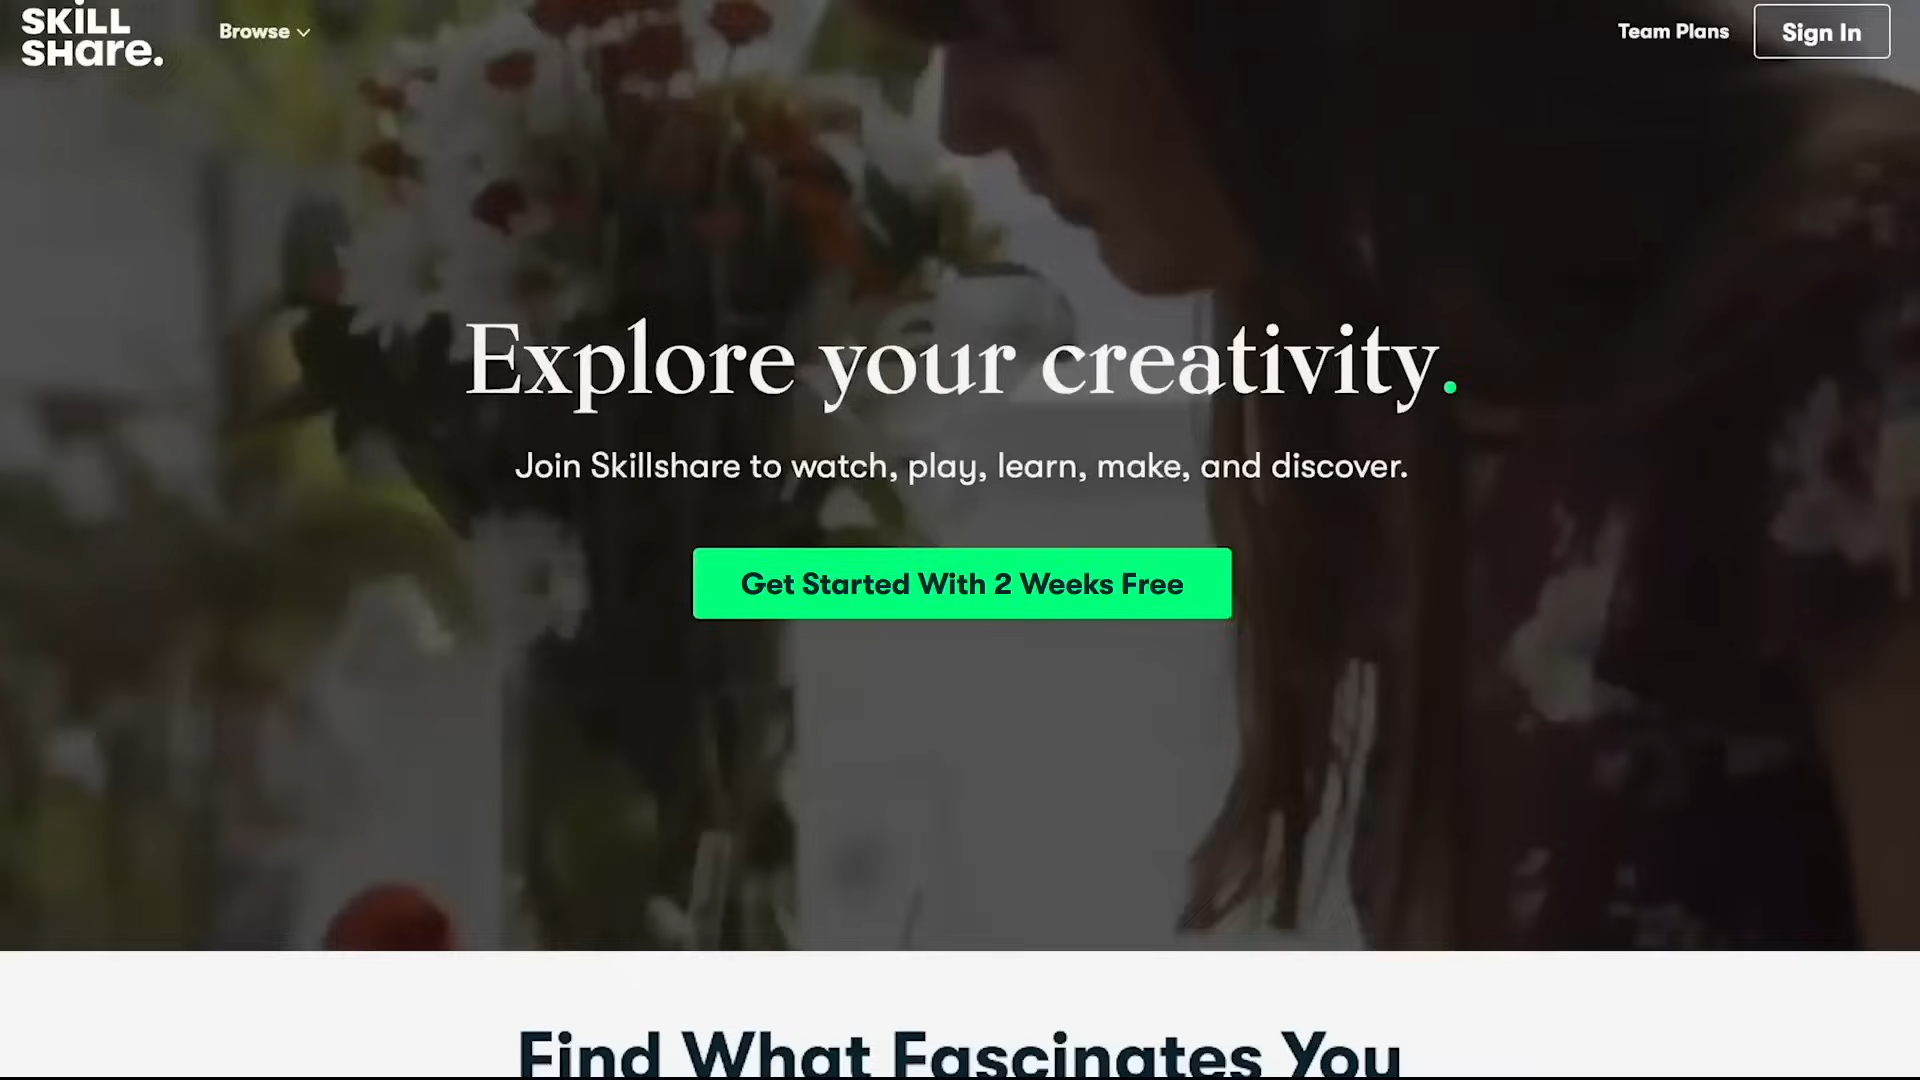 SKILL
SHare.
Browse
Team Plans
Sign In
Explore your creativity.
Join Skillshare to watch, play, learn, make, and discover.
Get Started With 2 Weeks Free
Find What Fascinates You